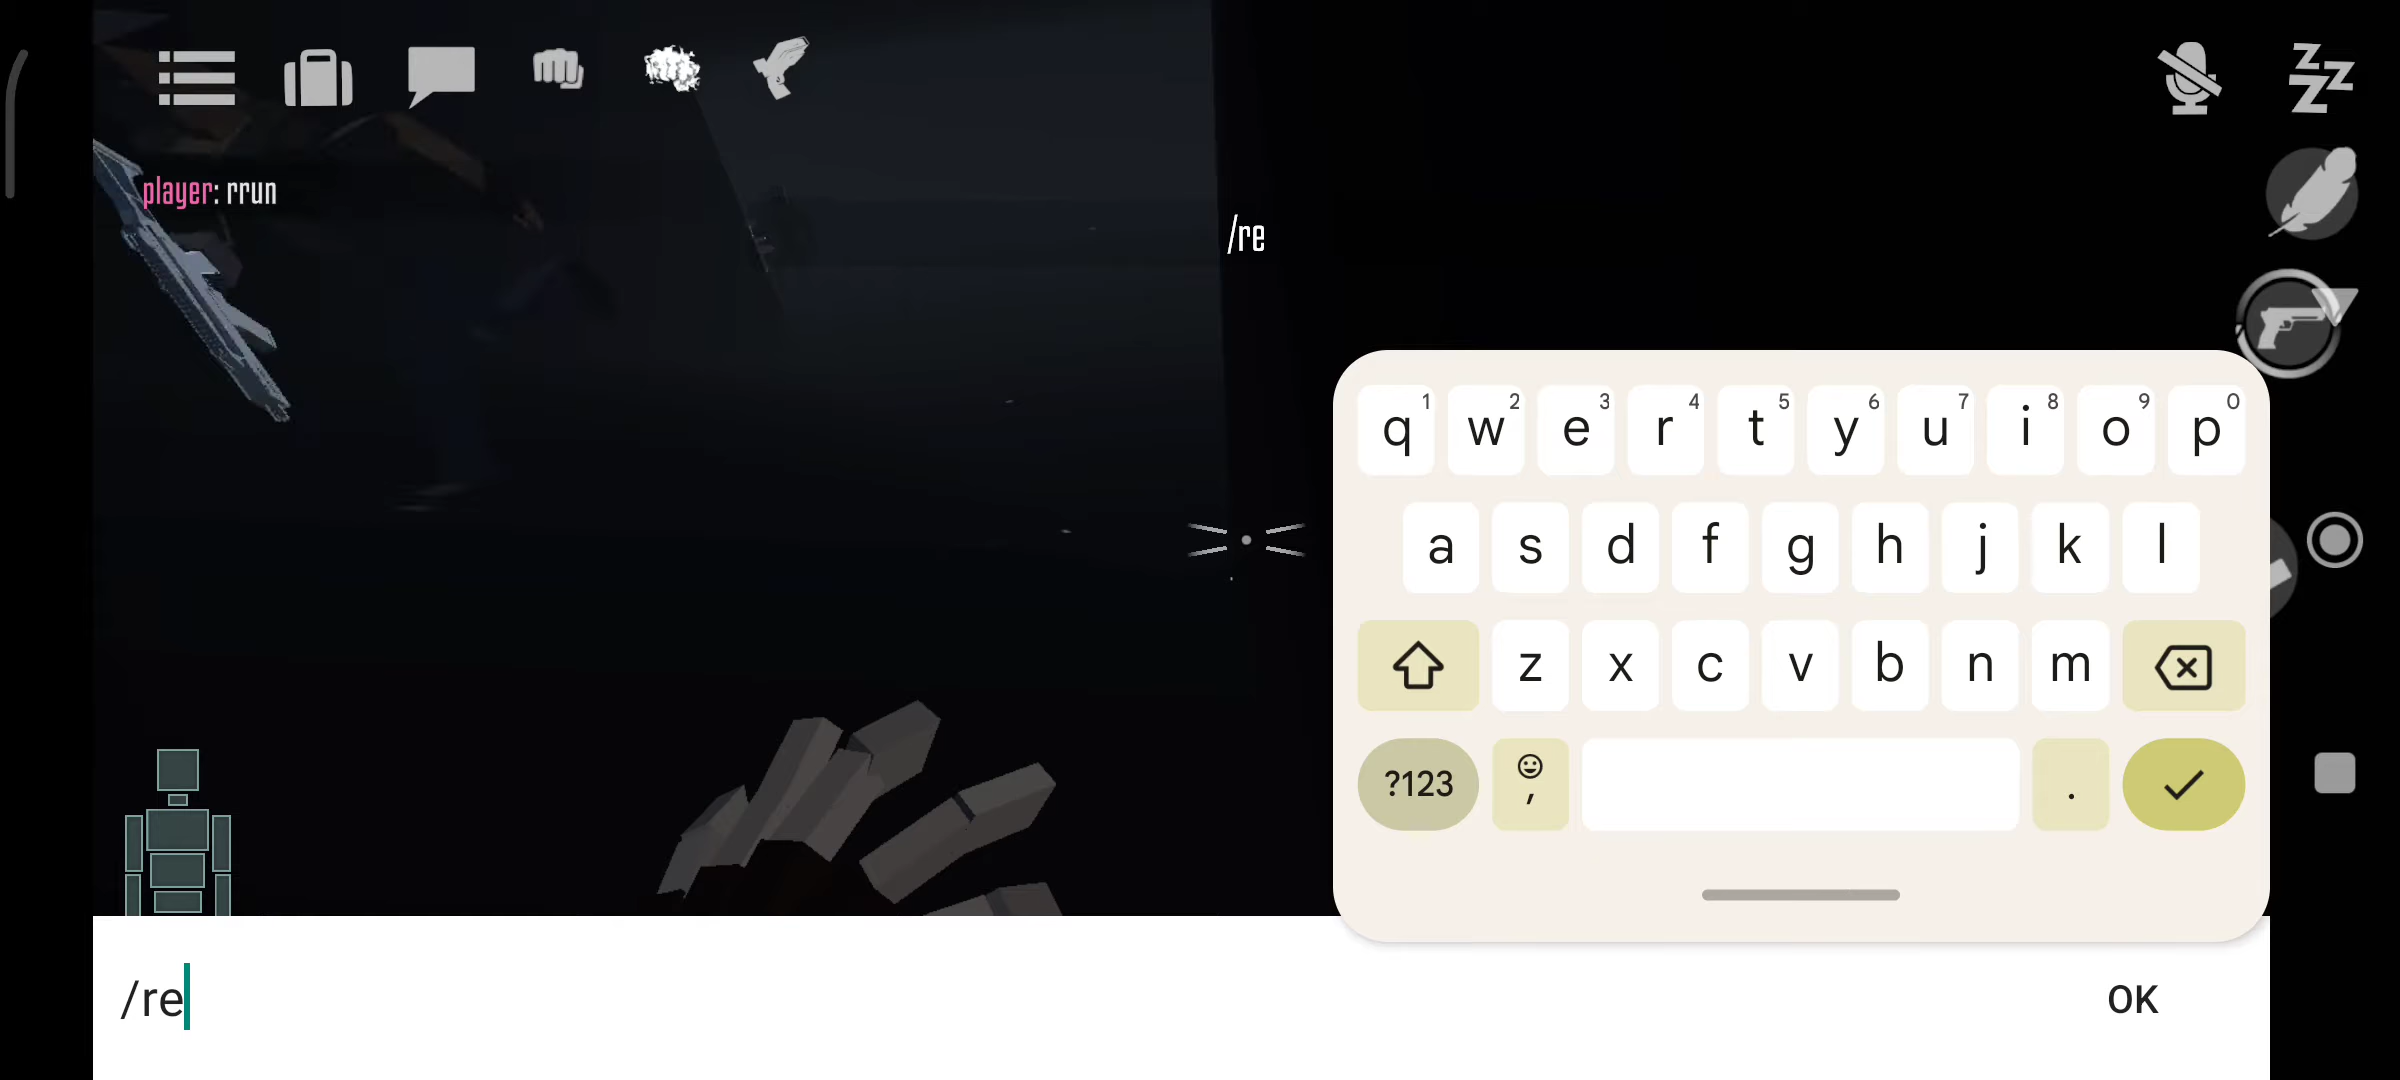 player: rrun
/re
q 1 w 2 e 3 r 4 t 5 y 6 u 7 i 8 o 9 p 0
a s d f g h j k l
z x c v b n m
?123 , .
/re OK